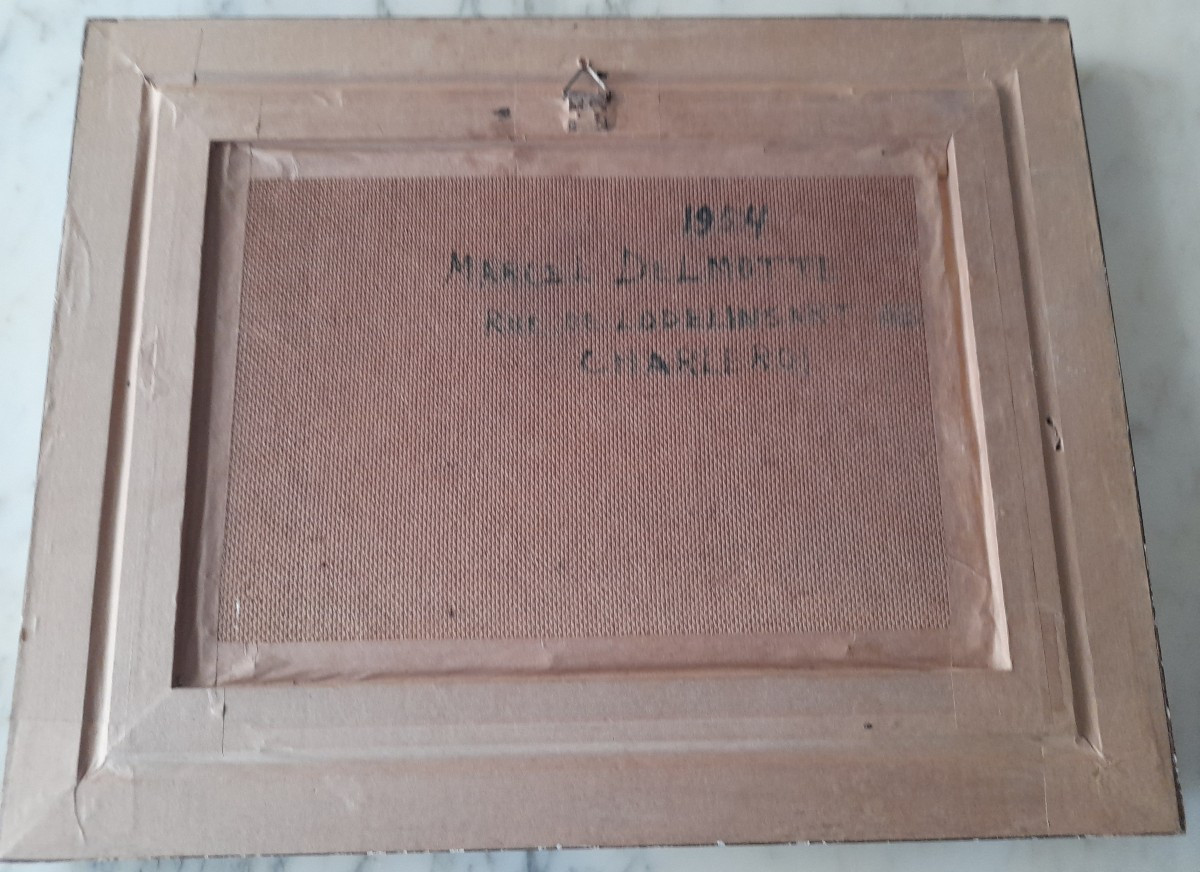 1954
MARCEL DELMOTTE
RUE DE LODELINSART
CHARLEROI